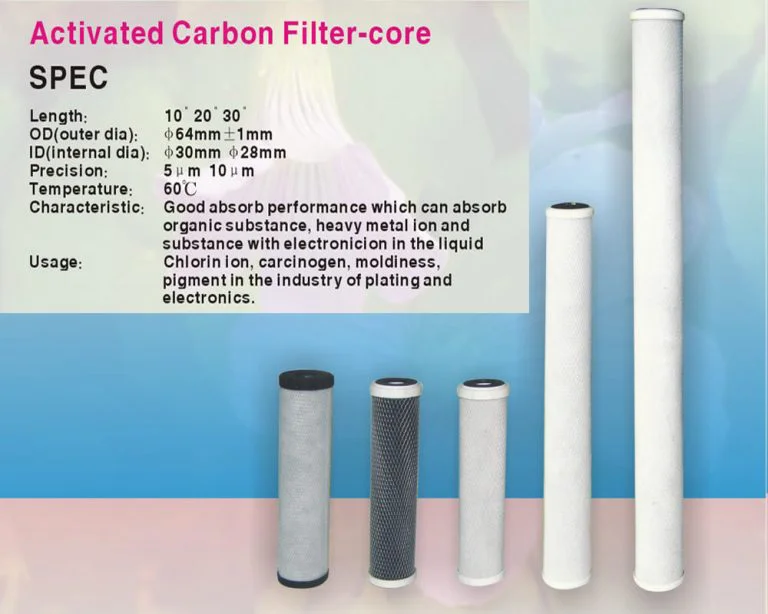 Activated Carbon Filter-core
SPEC
Length: 10" 20" 30"
OD(outer dia): φ64mm±1mm
ID(internal dia): φ30mm φ28mm
Precision: 5μm 10μm
Temperature: 60℃
Characteristic: Good absorb performance which can absorb
organic substance, heavy metal ion and
substance with electronicion in the liquid
Usage: Chlorin ion, carcinogen, moldiness,
pigment in the industry of plating and
electronics.